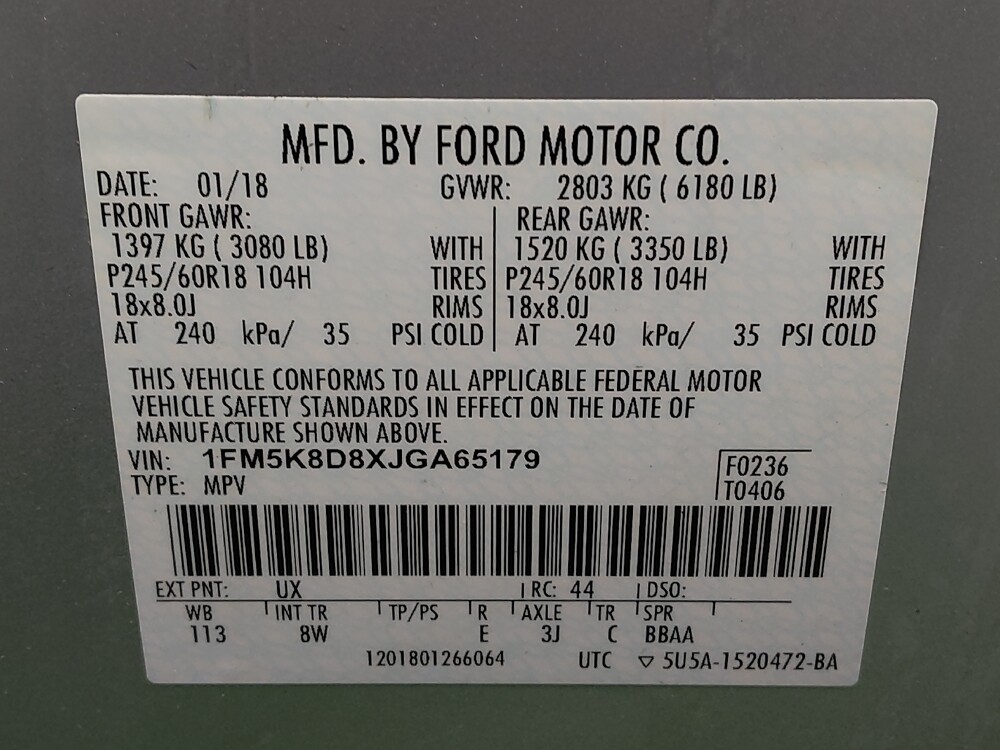 MFD. BY FORD MOTOR CO.
DATE: 01/18 GVWR: 2803 KG ( 6180 LB)
FRONT GAWR: REAR GAWR:
1397 KG ( 3080 LB) WITH 1520 KG ( 3350 LB) WITH
P245/60R18 104H TIRES P245/60R18 104H TIRES
18x8.0J RIMS 18x8.0J RIMS
AT 240 kPa/ 35 PSI COLD AT 240 kPa/ 35 PSI COLD
THIS VEHICLE CONFORMS TO ALL APPLICABLE FEDERAL MOTOR
VEHICLE SAFETY STANDARDS IN EFFECT ON THE DATE OF
MANUFACTURE SHOWN ABOVE.
VIN: 1FM5K8D8XJGA65179 F0236
TYPE: MPV T0406
EXT PNT: UX RC: 44 DSO:
WB INT TR TP/PS R AXLE TR SPR
113 8W E 3J C BBAA
1201801266064 UTC ▽ 5U5A-1520472-BA